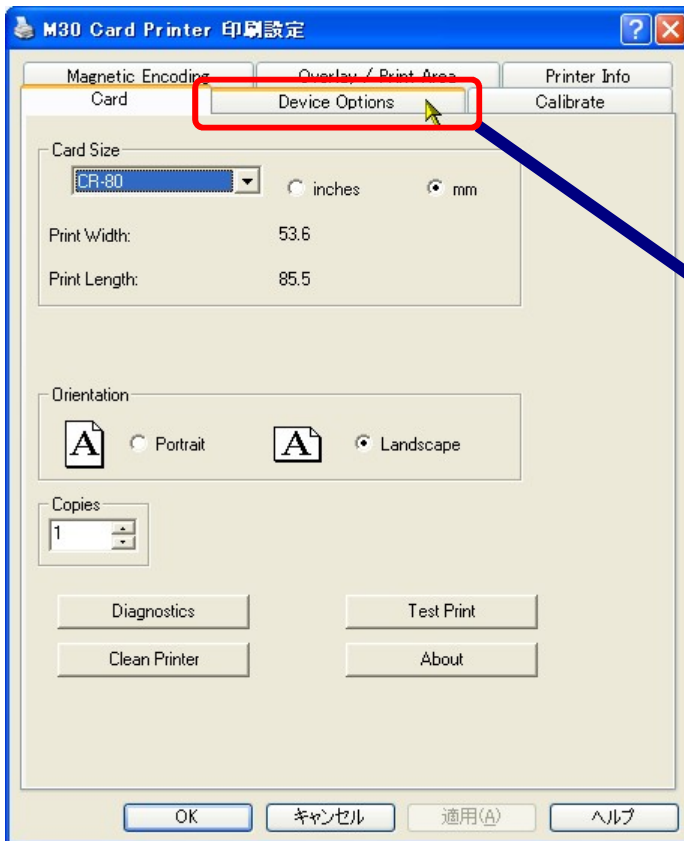 M30 Card Printer 印刷設定
Magnetic Encoding Overlay / Print Area Printer Info
Card Device Options Calibrate
Card Size
CR-80 inches mm
Print Width: 53.6
Print Length: 85.5
Orientation
A Portrait A Landscape
Copies
1
Diagnostics Test Print
Clean Printer About
OK キャンセル 適用(A) ヘルプ